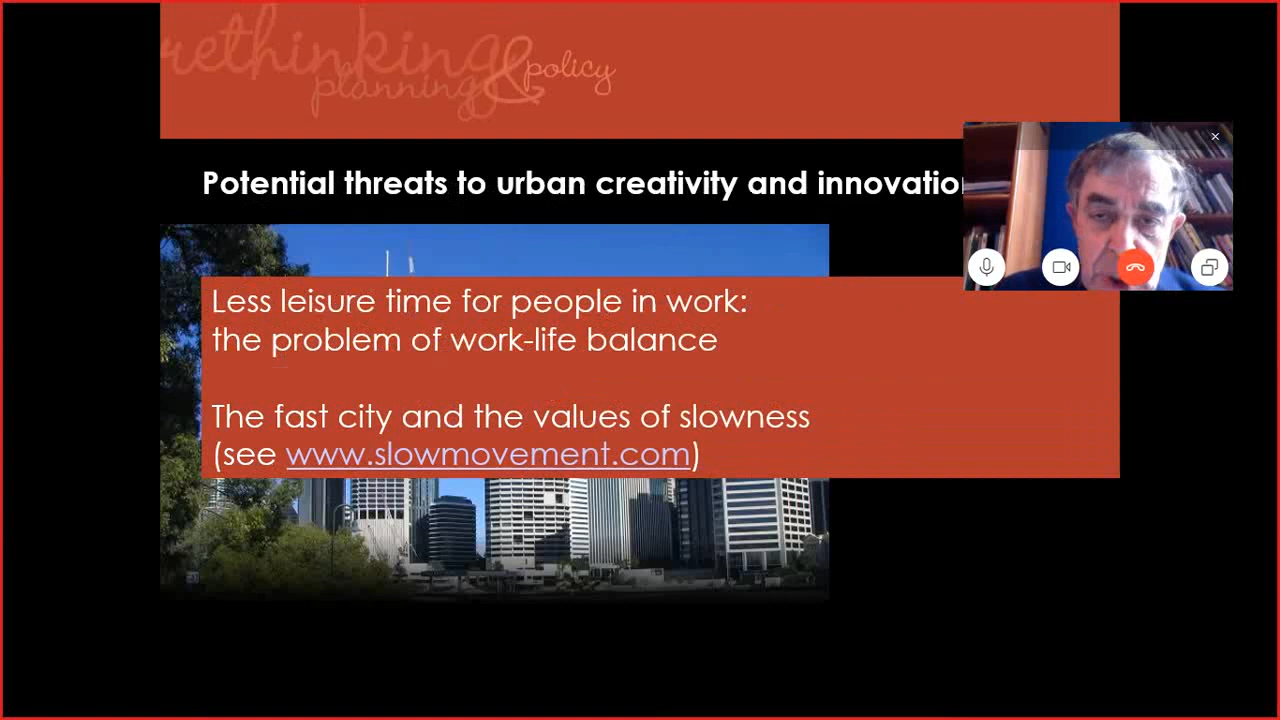 rethinking
planning & policy
Potential threats to urban creativity and innovation
Less leisure time for people in work:
the problem of work-life balance
The fast city and the values of slowness
(see www.slowmovement.com)